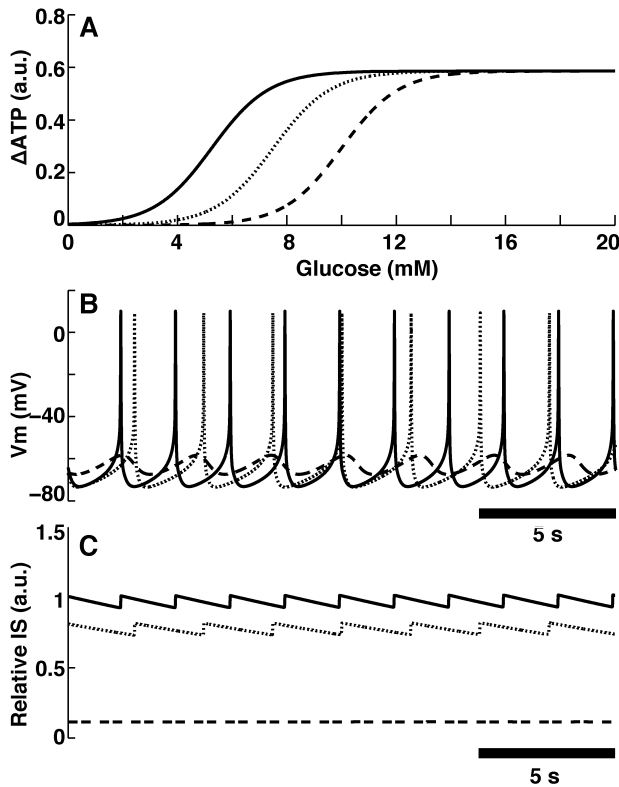 A
ΔATP (a.u.)
0.8
0.6
0.4
0.2
0
0 4 8 12 16 20
Glucose (mM)
B
Vm (mV)
0
−40
−80
5 s
C
Relative IS (a.u.)
1.5
1
0.5
0
5 s